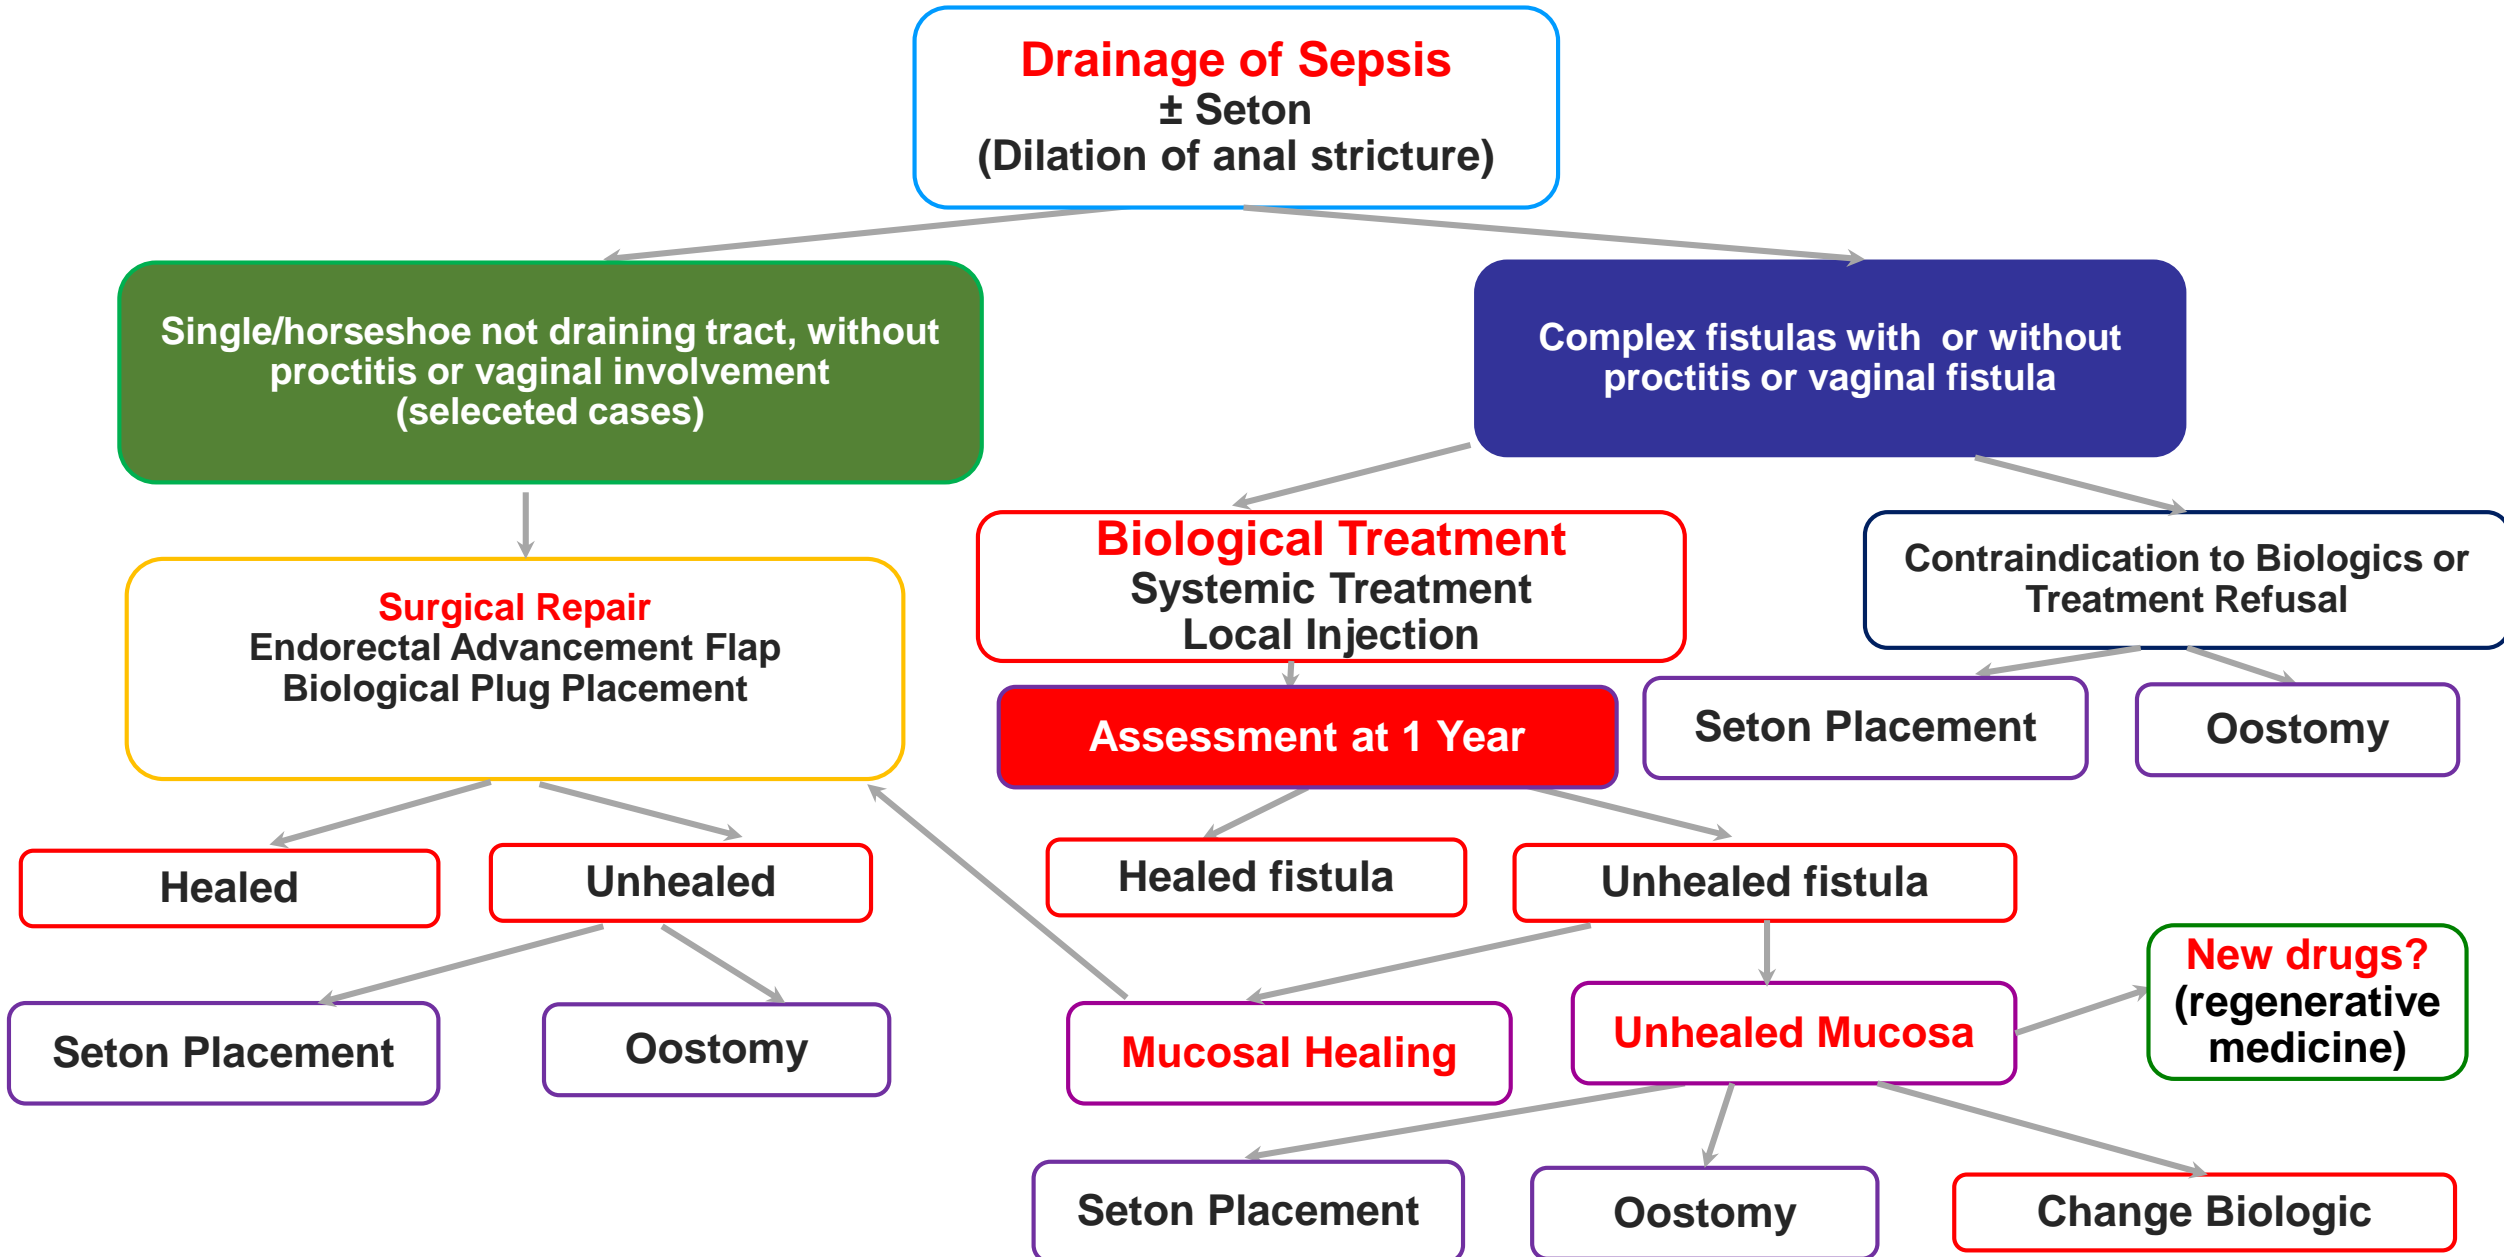 Drainage of Sepsis
± Seton
(Dilation of anal stricture)
Single/horseshoe not draining tract, without
proctitis or vaginal involvement
(seleceted cases)
Complex fistulas with  or without
proctitis or vaginal fistula
Biological Treatment
Systemic Treatment
Local Injection
Contraindication to Biologics or
Treatment Refusal
Surgical Repair
Endorectal Advancement Flap
Biological Plug Placement
Assessment at 1 Year
Seton Placement
Oostomy
Healed
Unhealed
Healed fistula
Unhealed fistula
Seton Placement
Oostomy
Mucosal Healing
Unhealed Mucosa
New drugs?
(regenerative
medicine)
Seton Placement
Oostomy
Change Biologic